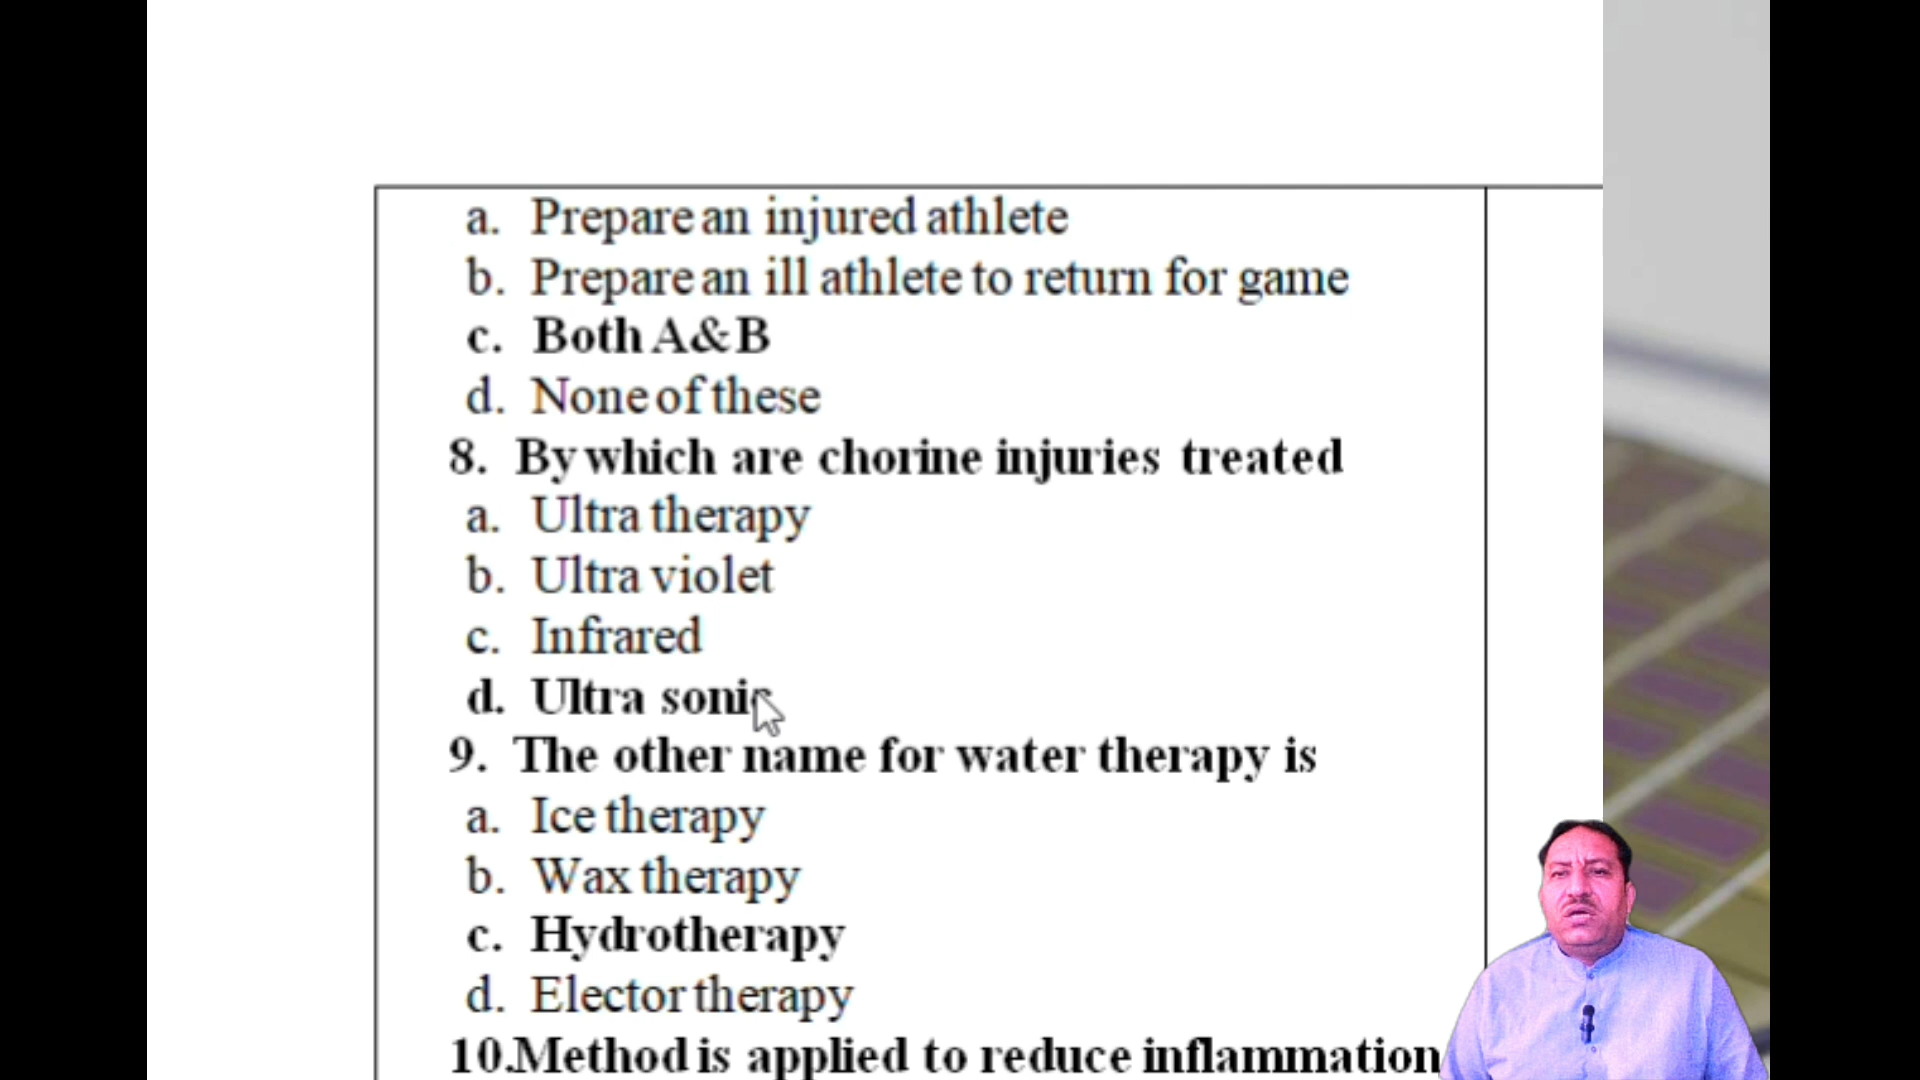 a. Prepare an injured athlete
b. Prepare an ill athlete to return for game
c. Both A&B
d. None of these
8. By which are chorine injuries treated
a. Ultra therapy
b. Ultra violet
c. Infrared
d. Ultra sonic
9. The other name for water therapy is
a. Ice therapy
b. Wax therapy
c. Hydrotherapy
d. Elector therapy
10.Method is applied to reduce inflammation